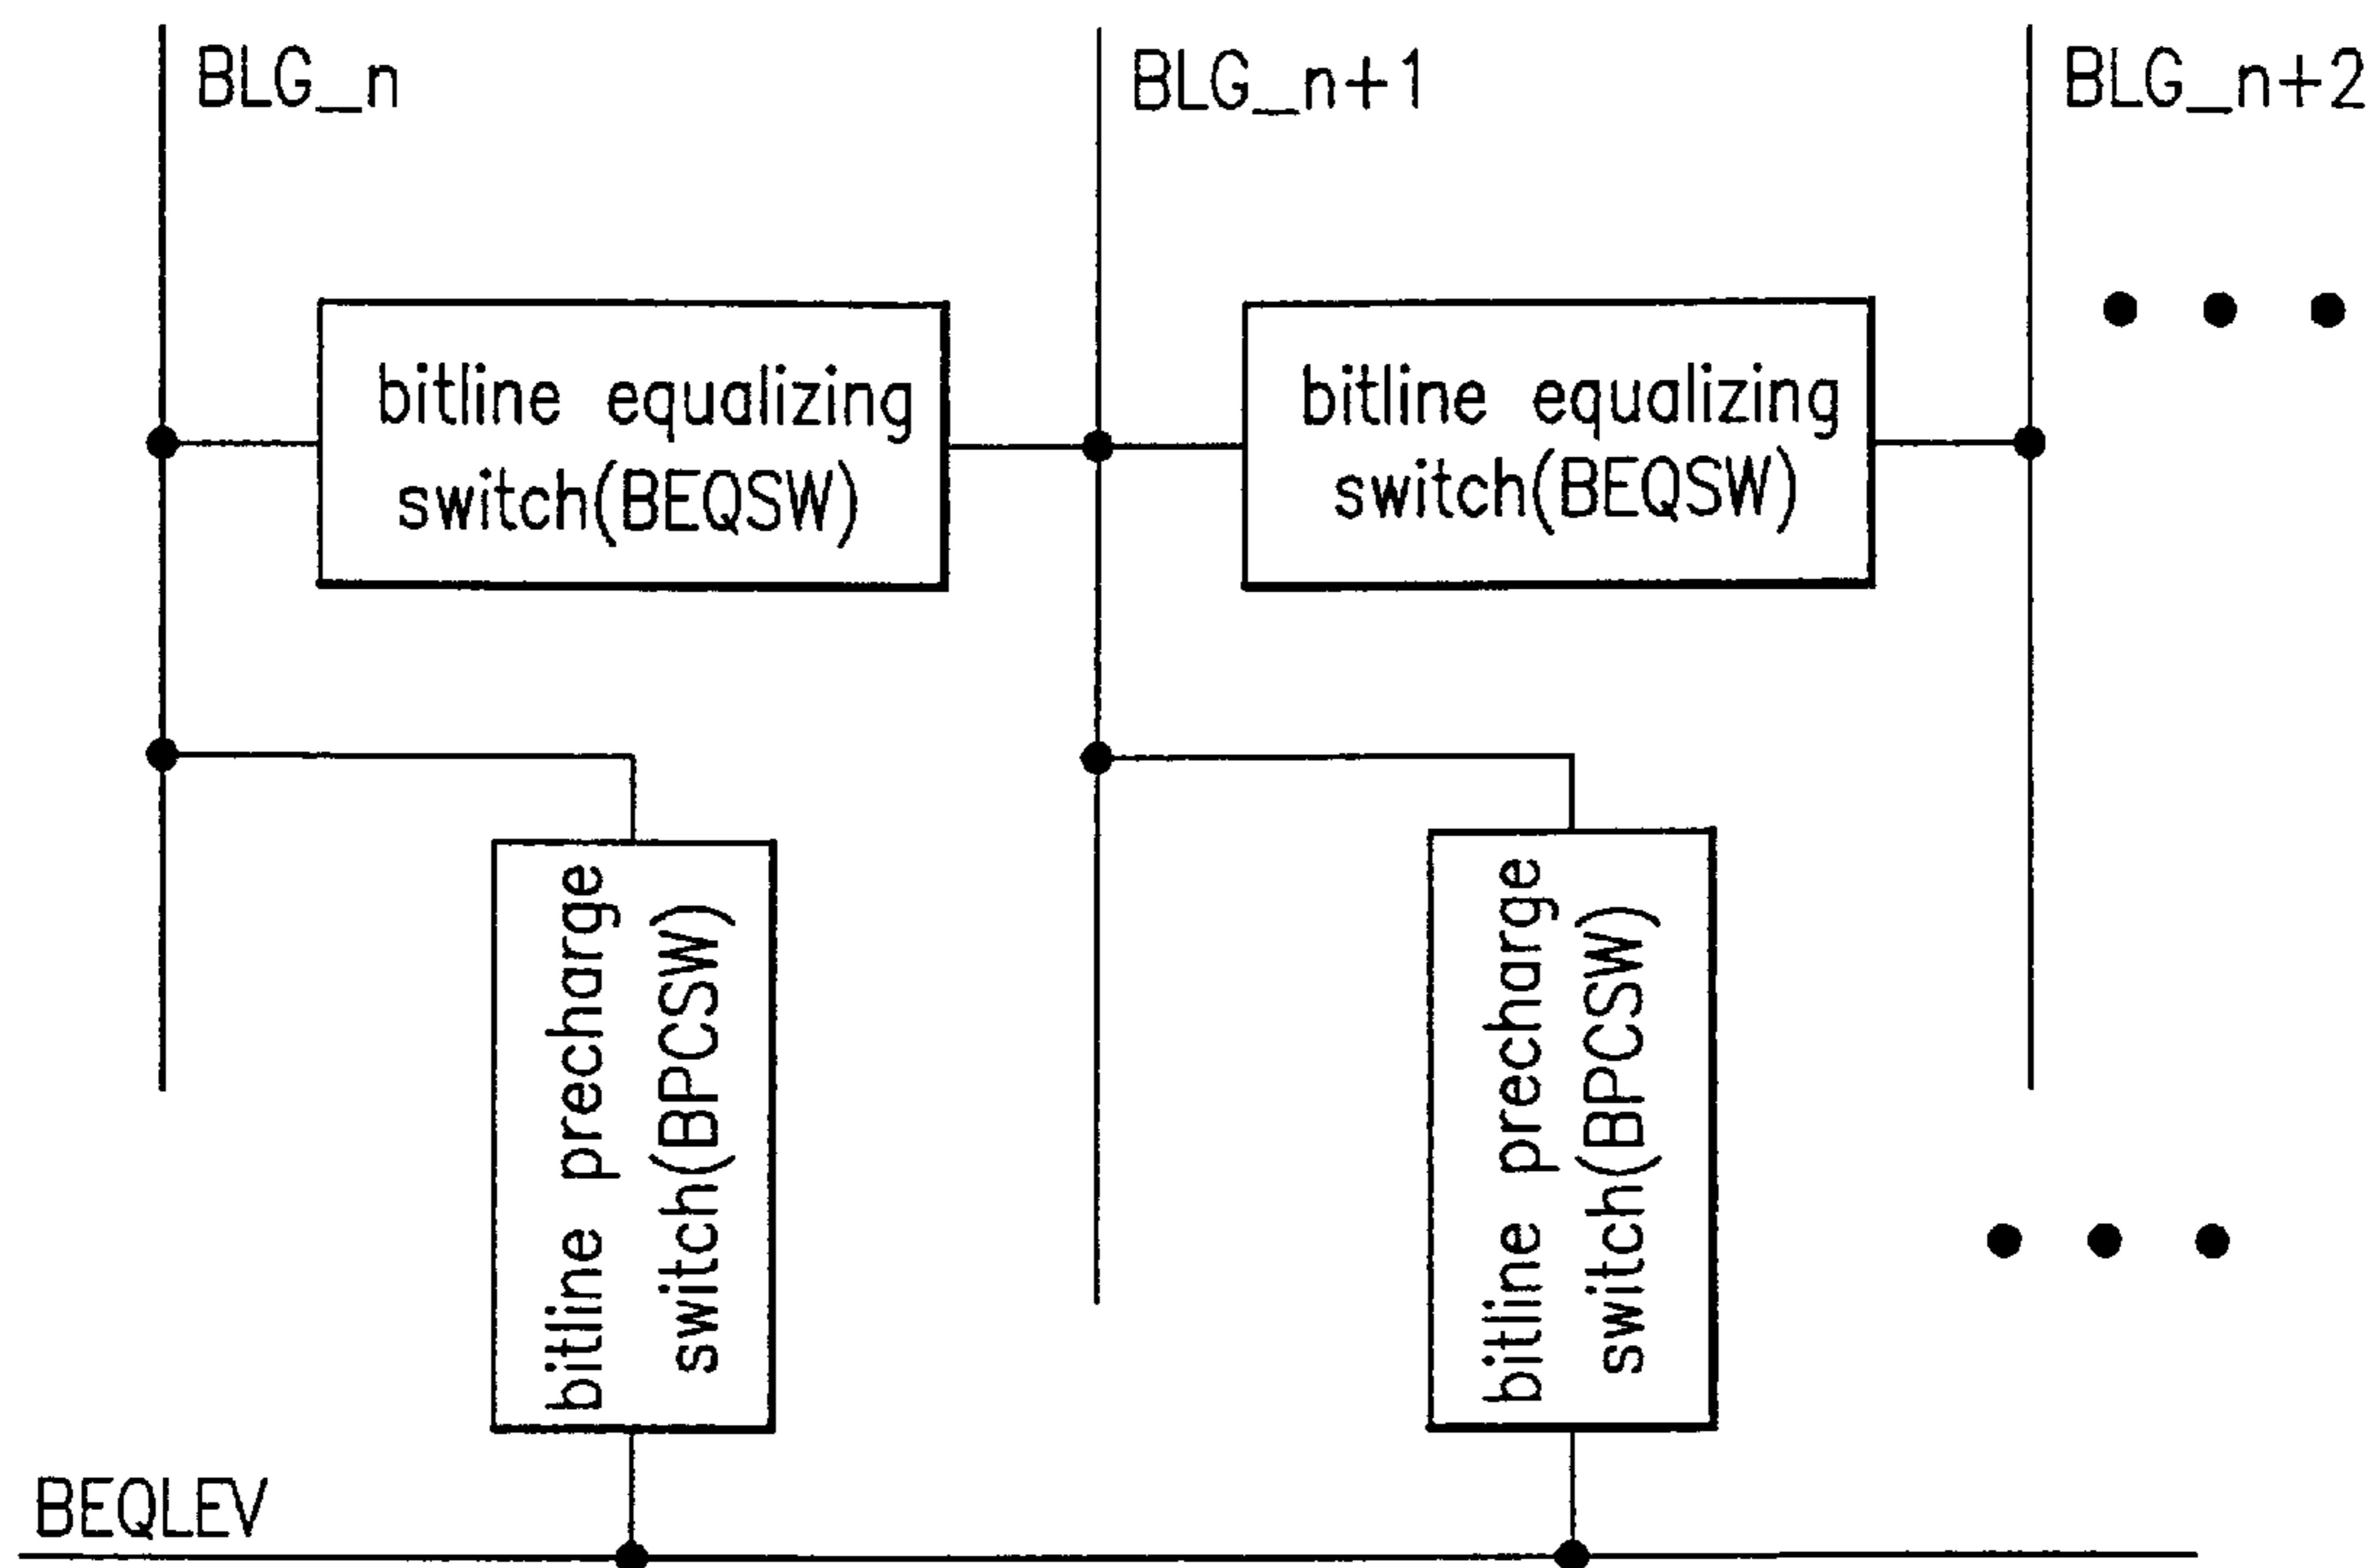 BLG_n
BLG_n+1
BLG_n+2
bitline equalizing
switch(BEQSW)
bitline equalizing
switch(BEQSW)
bitline precharge
switch(BPCSW)
bitline precharge
switch(BPCSW)
BEQLEV